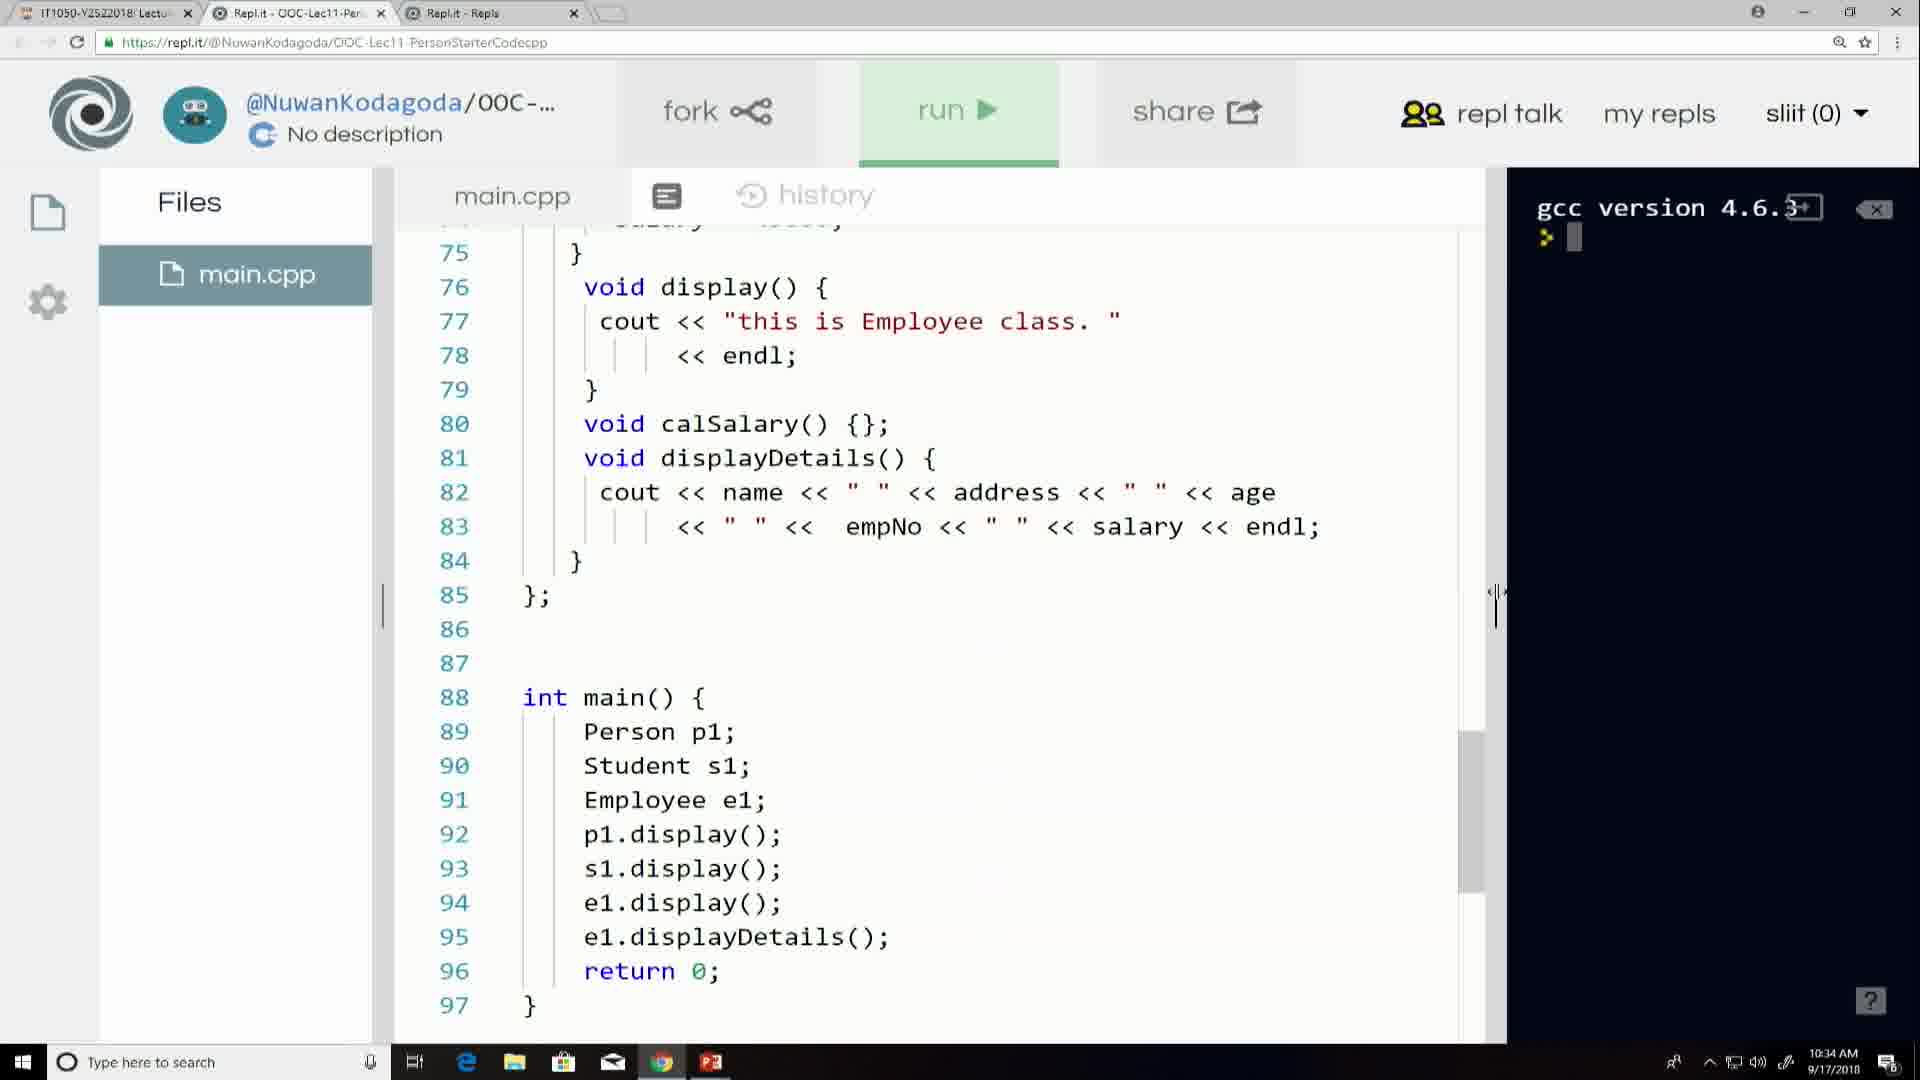 IT1050-Y2S22018: Lectu
Repl.it - OOC-Lec11-Per
Repl.it - Repls
https://repl.it/@NuwanKodagoda/OOC-Lec11-PersonStarterCodecpp
@NuwanKodagoda/OOC-...
No description
fork
run
share
repl talk
my repls
sliit (0)
Files
main.cpp
main.cpp
history
75 }
76 void display() {
77 cout << "this is Employee class. "
78 << endl;
79 }
80 void calSalary() {};
81 void displayDetails() {
82 cout << name << " " << address << " " << age
83 << " " << empNo << " " << salary << endl;
84 }
85 };
86
87
88 int main() {
89 Person p1;
90 Student s1;
91 Employee e1;
92 p1.display();
93 s1.display();
94 e1.display();
95 e1.displayDetails();
96 return 0;
97 }
gcc version 4.6.3
>
?
Type here to search
10:34 AM
9/17/2018